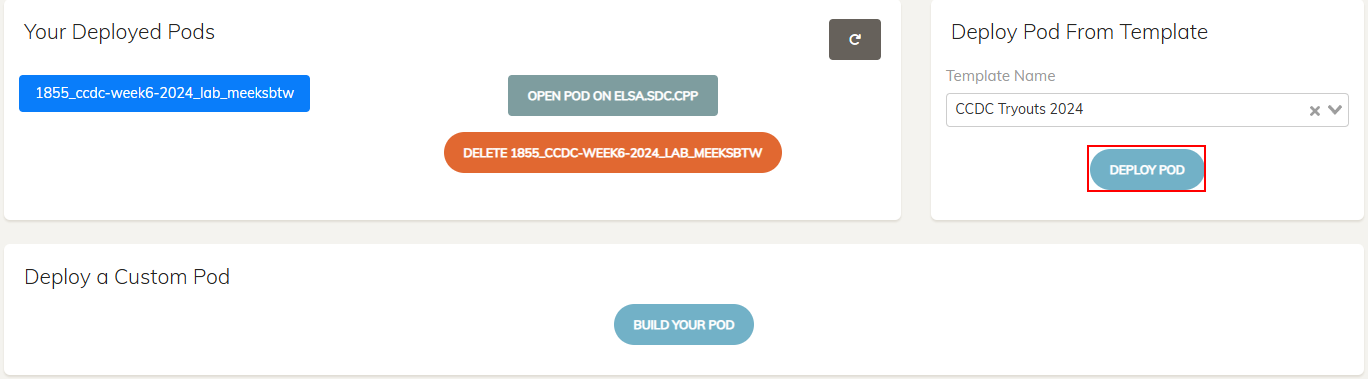 Your Deployed Pods
1855_ccdc-week6-2024_lab_meeksbtw
OPEN POD ON ELSA.SDC.CPP
DELETE 1855_CCDC-WEEK6-2024_LAB_MEEKSBTW
Deploy Pod From Template
Template Name
CCDC Tryouts 2024
DEPLOY POD
Deploy a Custom Pod
BUILD YOUR POD